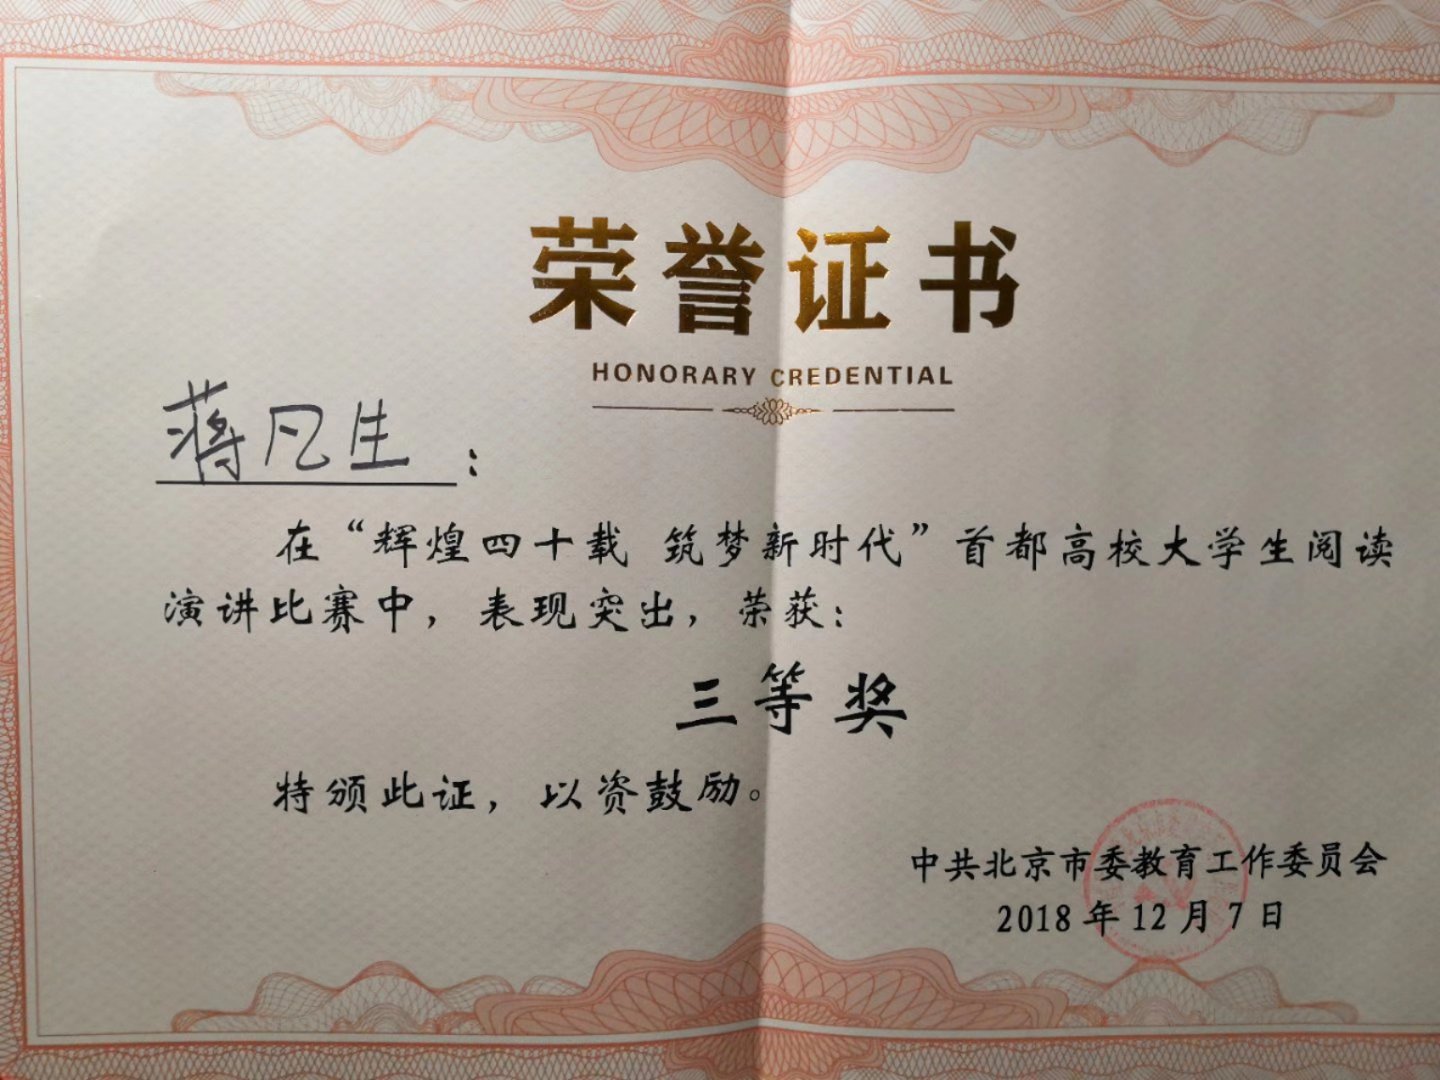 荣誉证书
HONORARY CREDENTIAL
蒋凡生：
在“辉煌四十载 筑梦新时代”首都高校大学生阅读
演讲比赛中，表现突出，荣获：
三等奖
特颁此证，以资鼓励。
中共北京市委教育工作委员会
2018年12月7日